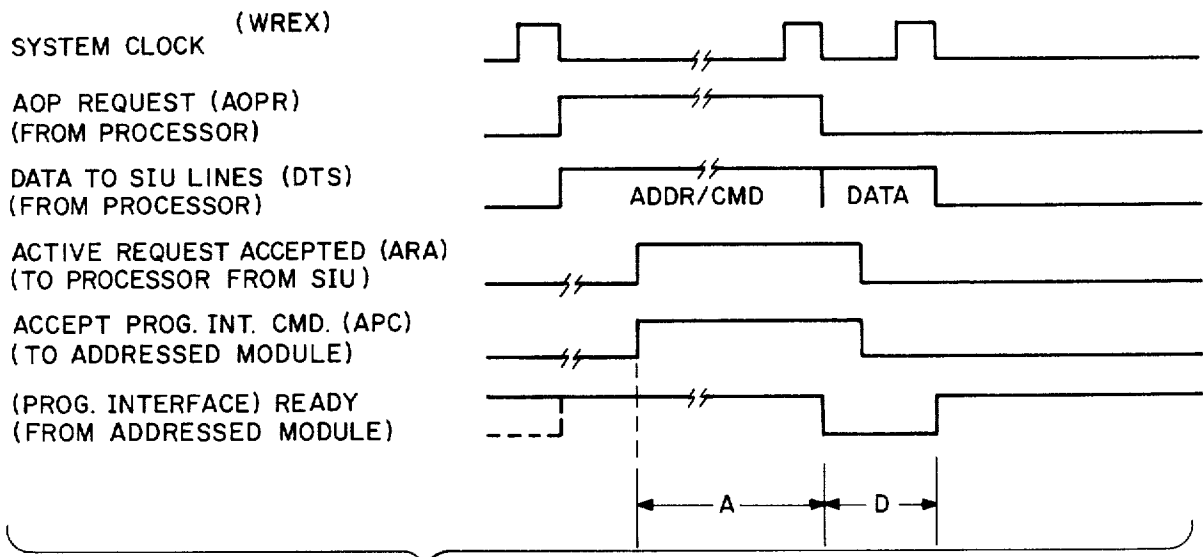 (WREX)
SYSTEM CLOCK
AOP REQUEST (AOPR)
(FROM PROCESSOR)
DATA TO SIU LINES (DTS)
(FROM PROCESSOR)
ADDR/CMD
DATA
ACTIVE REQUEST ACCEPTED (ARA)
(TO PROCESSOR FROM SIU)
ACCEPT PROG. INT. CMD. (APC)
(TO ADDRESSED MODULE)
(PROG. INTERFACE) READY
(FROM ADDRESSED MODULE)
A
D